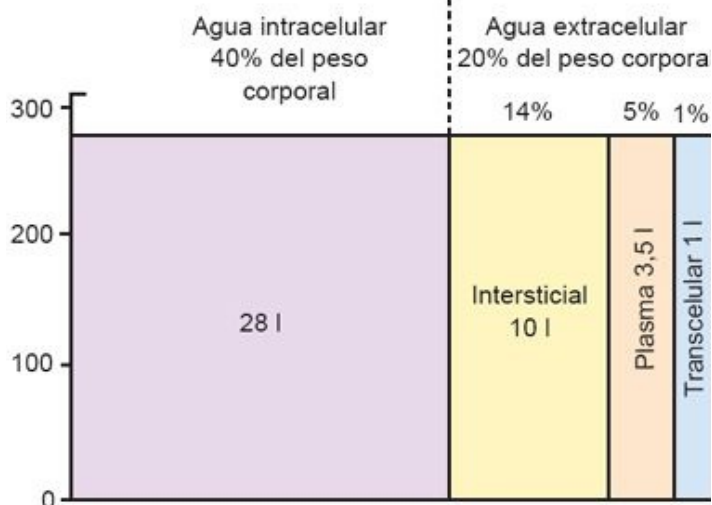 Agua intracelular
40% del peso
corporal
Agua extracelular
20% del peso corporal
14%
5%
1%
300
200
100
0
28 l
Intersticial
10 l
Plasma 3,5 l
Transcelular 1 l